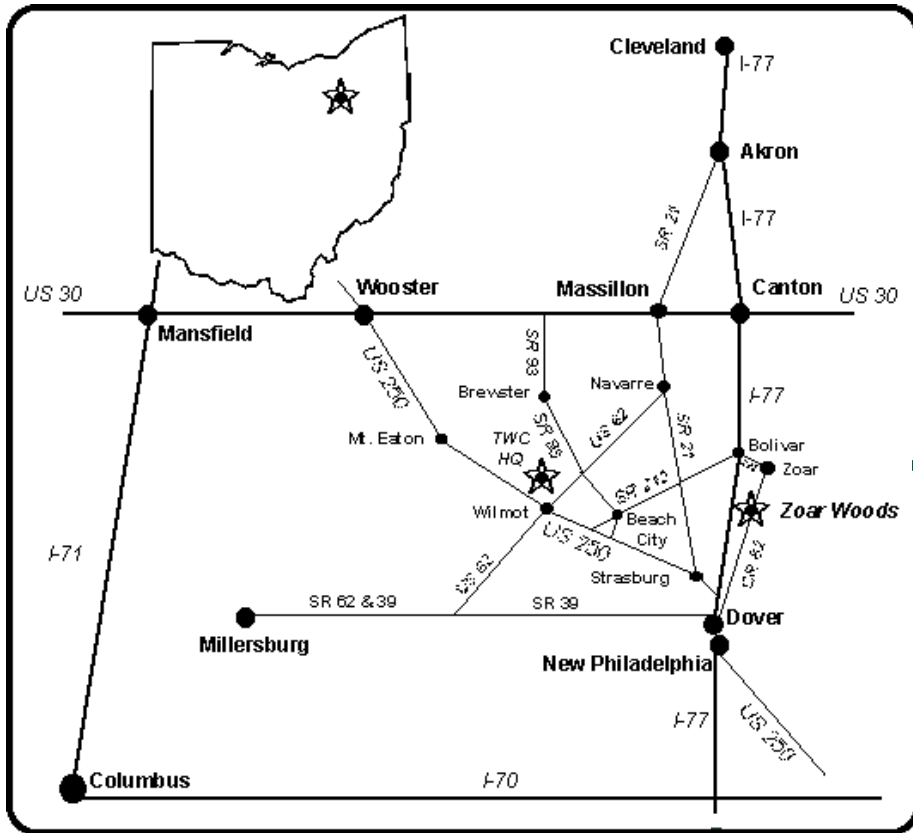 Cleveland
I-77
Akron
SR 21
I-77
US 30
Wooster
Massillon
Canton
US 30
Mansfield
US 250
SR 93
Brewster
Navarre
I-77
Mt. Eaton
TWC
HQ
SR 93
US 62
SR 21
Bolivar
Zoar
SR 212
Wilmot
Beach
City
Zoar Woods
I-71
US 250
Strasburg
CR 82
US 62
SR 62 & 39
SR 39
Dover
Millersburg
New Philadelphia
I-77
US 250
Columbus
I-70